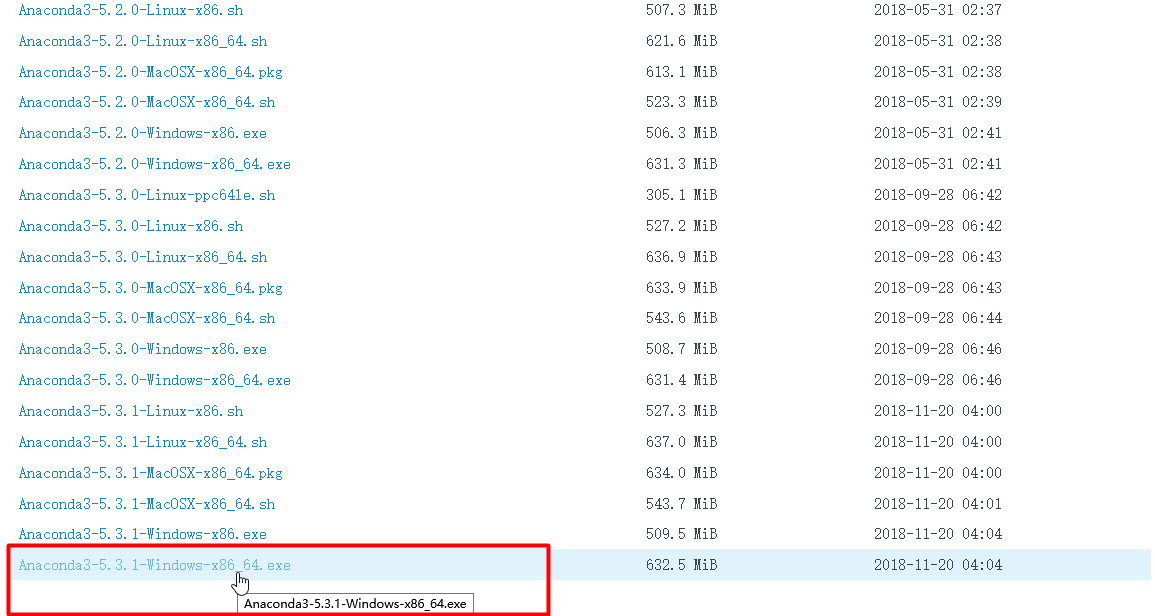 Anaconda3-5.2.0-Linux-x86.sh 507.3 MiB 2018-05-31 02:37
Anaconda3-5.2.0-Linux-x86_64.sh 621.6 MiB 2018-05-31 02:38
Anaconda3-5.2.0-MacOSX-x86_64.pkg 613.1 MiB 2018-05-31 02:38
Anaconda3-5.2.0-MacOSX-x86_64.sh 523.3 MiB 2018-05-31 02:39
Anaconda3-5.2.0-Windows-x86.exe 506.3 MiB 2018-05-31 02:41
Anaconda3-5.2.0-Windows-x86_64.exe 631.3 MiB 2018-05-31 02:41
Anaconda3-5.3.0-Linux-ppc64le.sh 305.1 MiB 2018-09-28 06:42
Anaconda3-5.3.0-Linux-x86.sh 527.2 MiB 2018-09-28 06:42
Anaconda3-5.3.0-Linux-x86_64.sh 636.9 MiB 2018-09-28 06:43
Anaconda3-5.3.0-MacOSX-x86_64.pkg 633.9 MiB 2018-09-28 06:43
Anaconda3-5.3.0-MacOSX-x86_64.sh 543.6 MiB 2018-09-28 06:44
Anaconda3-5.3.0-Windows-x86.exe 508.7 MiB 2018-09-28 06:46
Anaconda3-5.3.0-Windows-x86_64.exe 631.4 MiB 2018-09-28 06:46
Anaconda3-5.3.1-Linux-x86.sh 527.3 MiB 2018-11-20 04:00
Anaconda3-5.3.1-Linux-x86_64.sh 637.0 MiB 2018-11-20 04:00
Anaconda3-5.3.1-MacOSX-x86_64.pkg 634.0 MiB 2018-11-20 04:00
Anaconda3-5.3.1-MacOSX-x86_64.sh 543.7 MiB 2018-11-20 04:01
Anaconda3-5.3.1-Windows-x86.exe 509.5 MiB 2018-11-20 04:04
Anaconda3-5.3.1-Windows-x86_64.exe 632.5 MiB 2018-11-20 04:04
Anaconda3-5.3.1-Windows-x86_64.exe